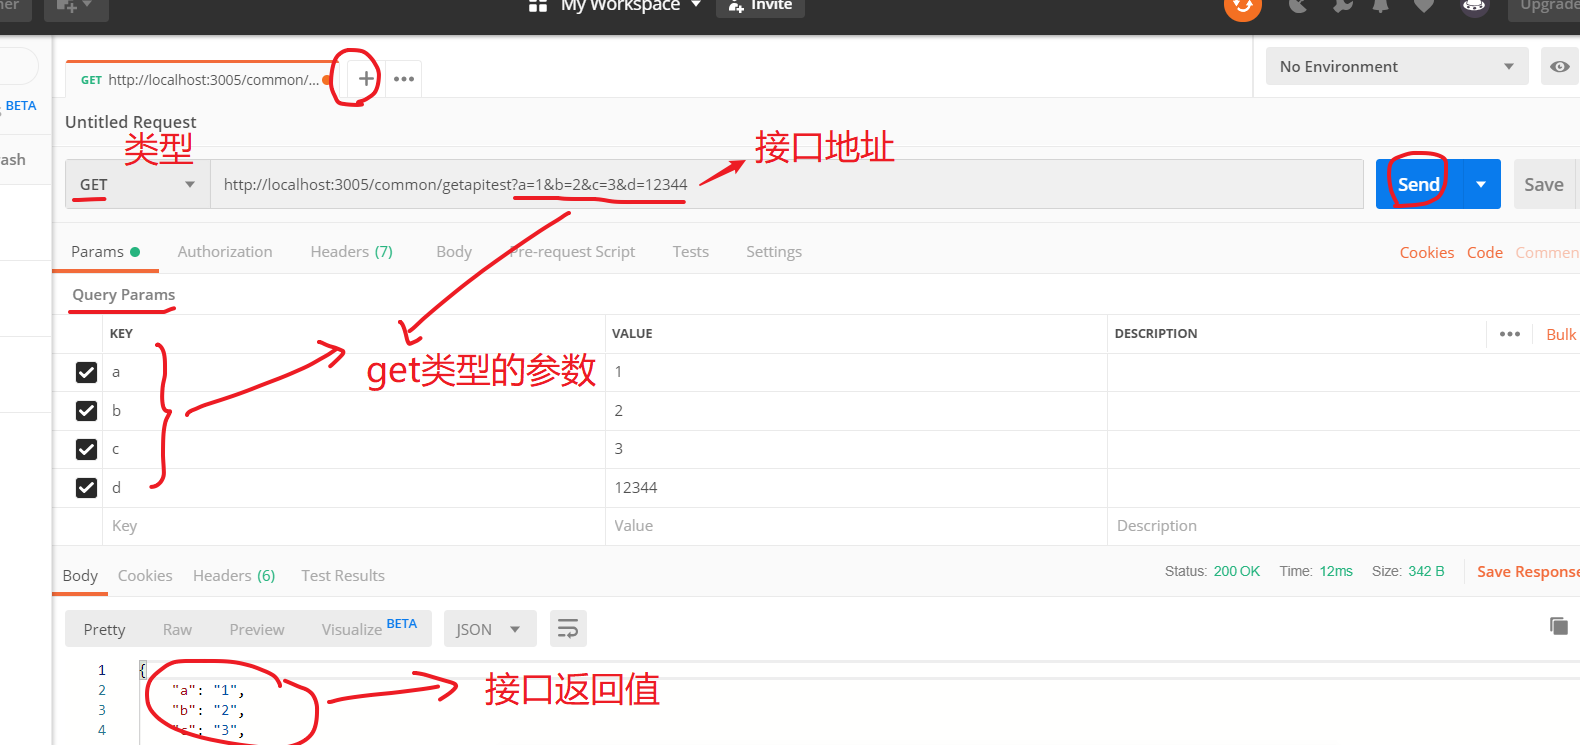 My Workspace
Invite
Upgrade
GET http://localhost:3005/common/...
No Environment
BETA
Untitled Request
类型
接口地址
GET
http://localhost:3005/common/getapitest?a=1&b=2&c=3&d=12344
Send
Save
Params
Authorization
Headers (7)
Body
Pre-request Script
Tests
Settings
Cookies
Code
Query Params
KEY
VALUE
DESCRIPTION
Bulk
get类型的参数
a
1
b
2
c
3
d
12344
Key
Value
Description
Body
Cookies
Headers (6)
Test Results
Status: 200 OK
Time: 12ms
Size: 342 B
Save Response
Pretty
Raw
Preview
Visualize BETA
JSON
1 {
2 "a": "1",
3 "b": "2",
4 "c": "3",
接口返回值